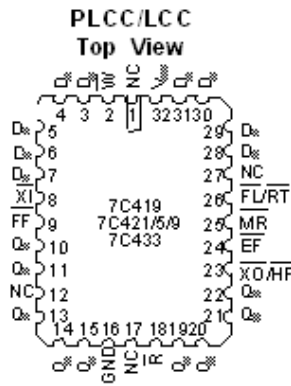 PLCC/LCC
Top View
W NC
4 3 2 1 32 31 30
D 5
D 6
D 7
XI 8
FF 9
Q 10
Q 11
NC 12
Q 13
7C419
7C421/5/9
7C433
29 D
28 D
27 NC
26 FL/RT
25 MR
24 EF
23 XO/HF
22 Q
21 Q
14 15 16 17 18 19 20
GND NC R